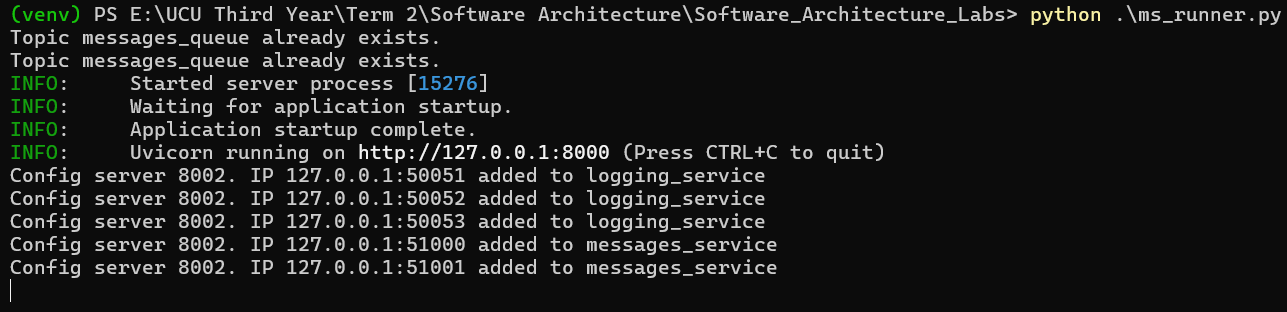 (venv) PS E:\UCU Third Year\Term 2\Software Architecture\Software_Architecture_Labs> python .\ms_runner.py
Topic messages_queue already exists.
Topic messages_queue already exists.
INFO:     Started server process [15276]
INFO:     Waiting for application startup.
INFO:     Application startup complete.
INFO:     Uvicorn running on http://127.0.0.1:8000 (Press CTRL+C to quit)
Config server 8002. IP 127.0.0.1:50051 added to logging_service
Config server 8002. IP 127.0.0.1:50052 added to logging_service
Config server 8002. IP 127.0.0.1:50053 added to logging_service
Config server 8002. IP 127.0.0.1:51000 added to messages_service
Config server 8002. IP 127.0.0.1:51001 added to messages_service